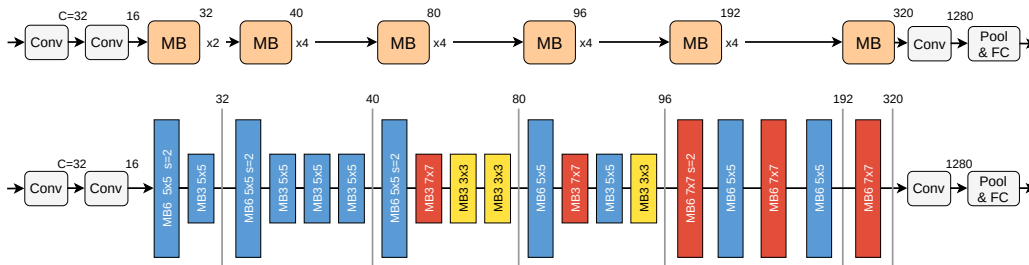 C=32 16 32 40 80 96 192 320 1280
Conv Conv MB x2 MB x4 MB x4 MB x4 MB x4 MB Conv Pool
& FC
32 40 80 96 192 320
C=32 16 1280
Conv Conv MB6 5x5 s=2 MB3 5x5 MB6 5x5 s=2 MB3 5x5 MB3 5x5 MB3 5x5 MB6 5x5 s=2 MB3 7x7 MB3 3x3 MB3 3x3 MB6 5x5 MB3 7x7 MB3 5x5 MB3 3x3 MB6 7x7 s=2 MB6 5x5 MB6 7x7 MB6 5x5 MB6 7x7 Conv Pool
& FC